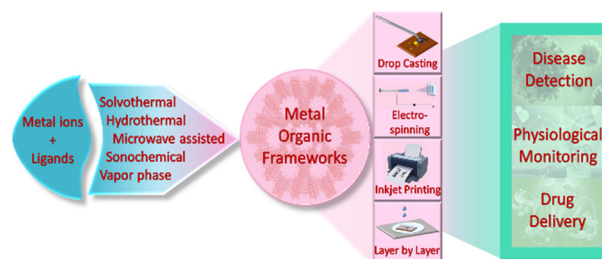 Metal ions
+
Ligands
Solvothermal
Hydrothermal
Microwave assisted
Sonochemical
Vapor phase
Metal
Organic
Frameworks
Drop Casting
Electro-
spinning
Inkjet Printing
Layer by Layer
Disease
Detection
Physiological
Monitoring
Drug
Delivery